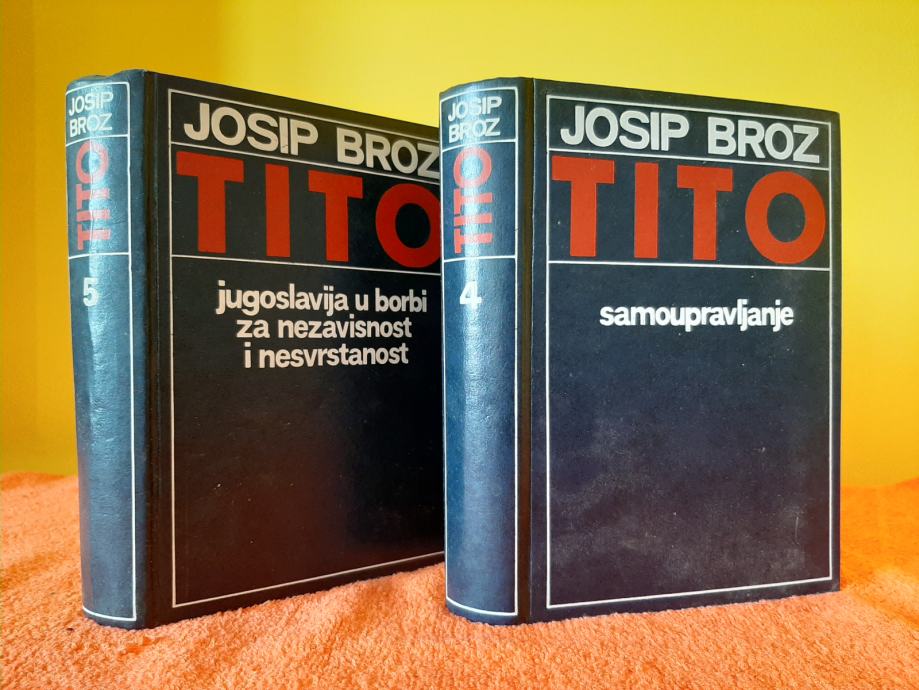 JOSIP
BROZ
TITO
5
JOSIP BROZ
TITO
jugoslavija u borbi
za nezavisnost
i nesvrstanost
JOSIP
BROZ
TITO
4
JOSIP BROZ
TITO
samoupravljanje